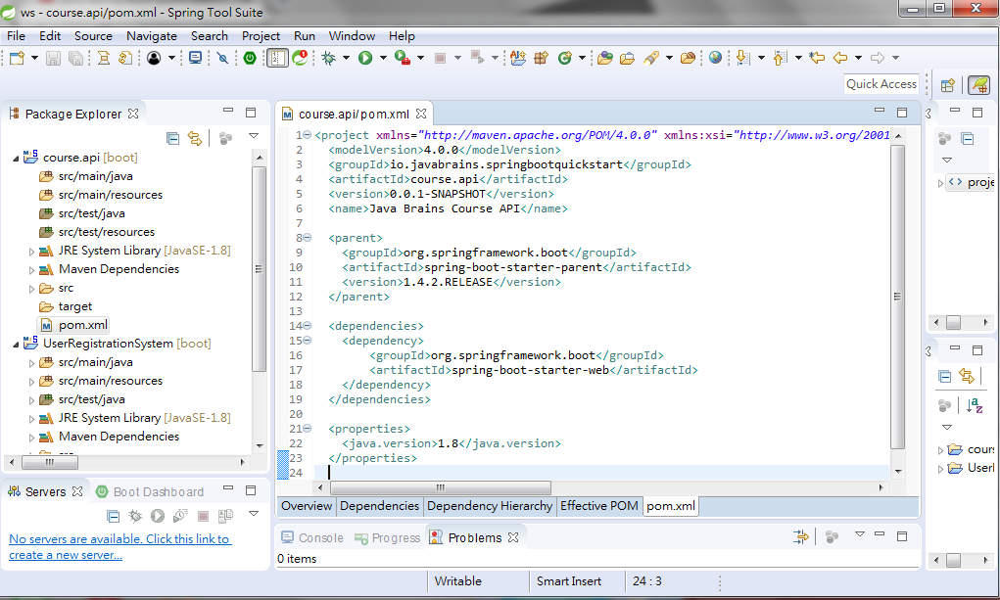 ws - course.api/pom.xml - Spring Tool Suite
File Edit Source Navigate Search Project Run Window Help
Quick Access
Package Explorer
course.api [boot]
src/main/java
src/main/resources
src/test/java
src/test/resources
JRE System Library [JavaSE-1.8]
Maven Dependencies
src
target
pom.xml
UserRegistrationSystem [boot]
src/main/java
src/main/resources
src/test/java
JRE System Library [JavaSE-1.8]
Maven Dependencies
Servers Boot Dashboard
No servers are available. Click this link to
create a new server...
course.api/pom.xml
1 <project xmlns="http://maven.apache.org/POM/4.0.0" xmlns:xsi="http://www.w3.org/2001
2 <modelVersion>4.0.0</modelVersion>
3 <groupId>io.javabrains.springbootquickstart</groupId>
4 <artifactId>course.api</artifactId>
5 <version>0.0.1-SNAPSHOT</version>
6 <name>Java Brains Course API</name>
7
8 <parent>
9 <groupId>org.springframework.boot</groupId>
10 <artifactId>spring-boot-starter-parent</artifactId>
11 <version>1.4.2.RELEASE</version>
12 </parent>
13
14 <dependencies>
15 <dependency>
16 <groupId>org.springframework.boot</groupId>
17 <artifactId>spring-boot-starter-web</artifactId>
18 </dependency>
19 </dependencies>
20
21 <properties>
22 <java.version>1.8</java.version>
23 </properties>
24
Overview Dependencies Dependency Hierarchy Effective POM pom.xml
Console Progress Problems
0 items
proje
cours
UserI
Writable Smart Insert 24 : 3